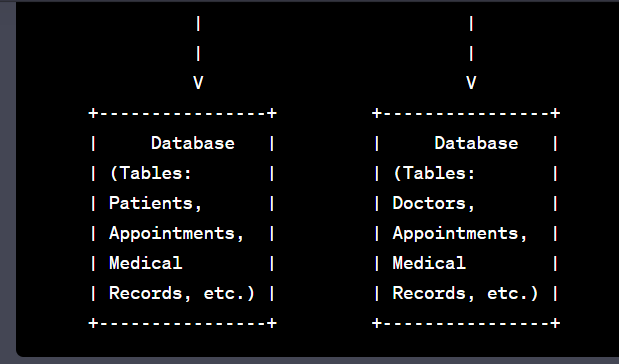 |                         |
                |                         |
                V                         V
      +----------------+         +----------------+
      |     Database   |         |     Database   |
      | (Tables:       |         | (Tables:       |
      | Patients,      |         | Doctors,       |
      | Appointments,  |         | Appointments,  |
      | Medical        |         | Medical        |
      | Records, etc.) |         | Records, etc.) |
      +----------------+         +----------------+